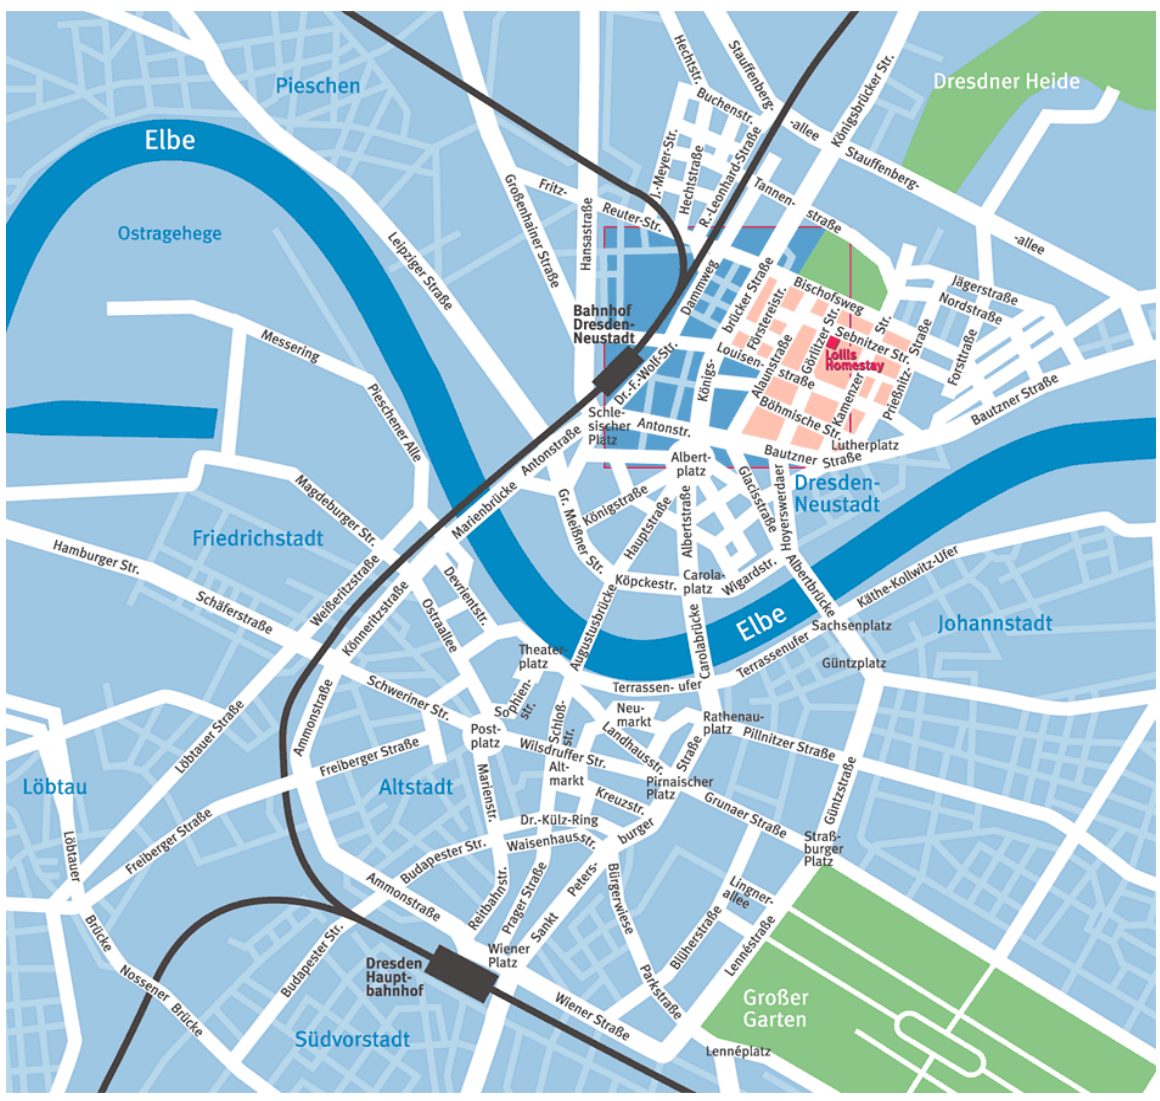 Pieschen
Elbe
Ostragehege
Hechtstr.
Stauffenberg-
-allee
Stauffenberg-
-allee
Königsbrücker Str.
Dresdner Heide
Buchenstr.
J.-Meyer-Str.
Hechtstraße
R.-Leonhard-Straße
Tannen-
straße
Fritz-
Reuter-Str.
Großenhainer Straße
Hansastraße
Leipziger Straße
Dammweg
Bischofsweg
Jägerstraße
Nordstraße
Forsttraße
Bahnhof
Dresden-
Neustadt
Königs-
brücker Straße
Förstereistr.
Louisen-
straße
Alaunstraße
Görlitzer Str.
Sebnitzer Str.
Lollis
Homestay
Kamenzer
Str.
Prießnitz-
Straße
Böhmische Str.
Bautzner Straße
Lutherplatz
Bautzner Straße
Dr.-F.-Wolf-Str.
Schle-
sischer
Platz
Antonstr.
Albert-
platz
Messering
Pieschener Alle
Antonstraße
Marienbrücke
Magdeburger Str.
Friedrichstadt
Hamburger Str.
Schäferstraße
Weißeritzstraße
Könneritzstraße
Devrientstr.
Ostraallee
Gr. Meißner Str.
Königstraße
Hauptstraße
Albertstraße
Glacisstraße
Hoyerswerdaer
Dresden-
Neustadt
Köpckestr.
Carola-
platz
Wigardstr.
Albertbrücke
Käthe-Kollwitz-Ufer
Elbe
Sachsenplatz
Johannstadt
Güntzplatz
Augustusbrücke
Carolabrücke
Terrassenufer
Terrassen- ufer
Theater-
platz
Sophien-
str.
Schloß-
str.
Neu-
markt
Landhausstr.
Rathenau-
platz
Pillnitzer Straße
Schweriner Str.
Post-
platz
Wilsdruffer Str.
Alt-
markt
Pirnaischer
Platz
Straße
Löbtauer Straße
Ammonstraße
Freiberger Straße
Altstadt
Marienstr.
Kreuzstr.
Grunaer Straße
Güntzstraße
Löbtau
Löbtauer
Brücke
Freiberger Straße
Dr.-Külz-Ring
Budapester Str.
Waisenhausstr.
burger
Peters-
Sankt
Straß-
burger
Platz
Ammonstraße
Reitbahnstr.
Prager Straße
Bürgerwiese
Lingner-
allee
Blüherstraße
Lennéstraße
Nossener Brücke
Budapester Str.
Dresden
Haupt-
bahnhof
Wiener
Platz
Wiener Straße
Parkstraße
Großer
Garten
Südvorstadt
Lennéplatz